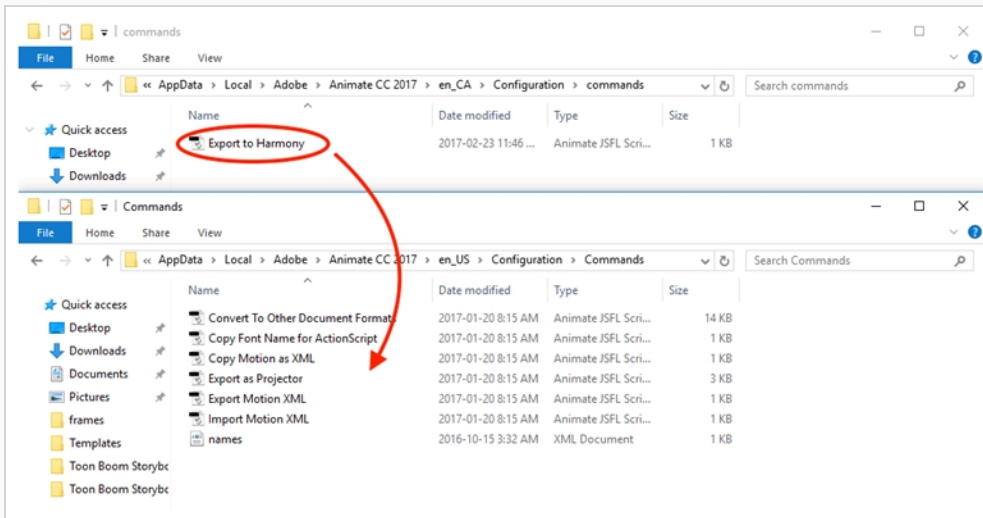 commands
File Home Share View
« AppData > Local > Adobe > Animate CC 2017 > en_CA > Configuration > commands
Search commands
Name Date modified Type Size
Quick access
Export to Harmony 2017-02-23 11:46 ... Animate JSFL Scri... 1 KB
Desktop
Downloads
Commands
File Home Share View
« AppData > Local > Adobe > Animate CC 2017 > en_US > Configuration > Commands
Search Commands
Name Date modified Type Size
Quick access
Convert To Other Document Formats 2017-01-20 8:15 AM Animate JSFL Scri... 14 KB
Desktop
Copy Font Name for ActionScript 2017-01-20 8:15 AM Animate JSFL Scri... 1 KB
Downloads
Copy Motion as XML 2017-01-20 8:15 AM Animate JSFL Scri... 1 KB
Documents
Export as Projector 2017-01-20 8:15 AM Animate JSFL Scri... 3 KB
Pictures
Export Motion XML 2017-01-20 8:15 AM Animate JSFL Scri... 1 KB
frames
Import Motion XML 2017-01-20 8:15 AM Animate JSFL Scri... 1 KB
Templates
names 2016-10-15 3:32 AM XML Document 1 KB
Toon Boom Storybo
Toon Boom Storybo